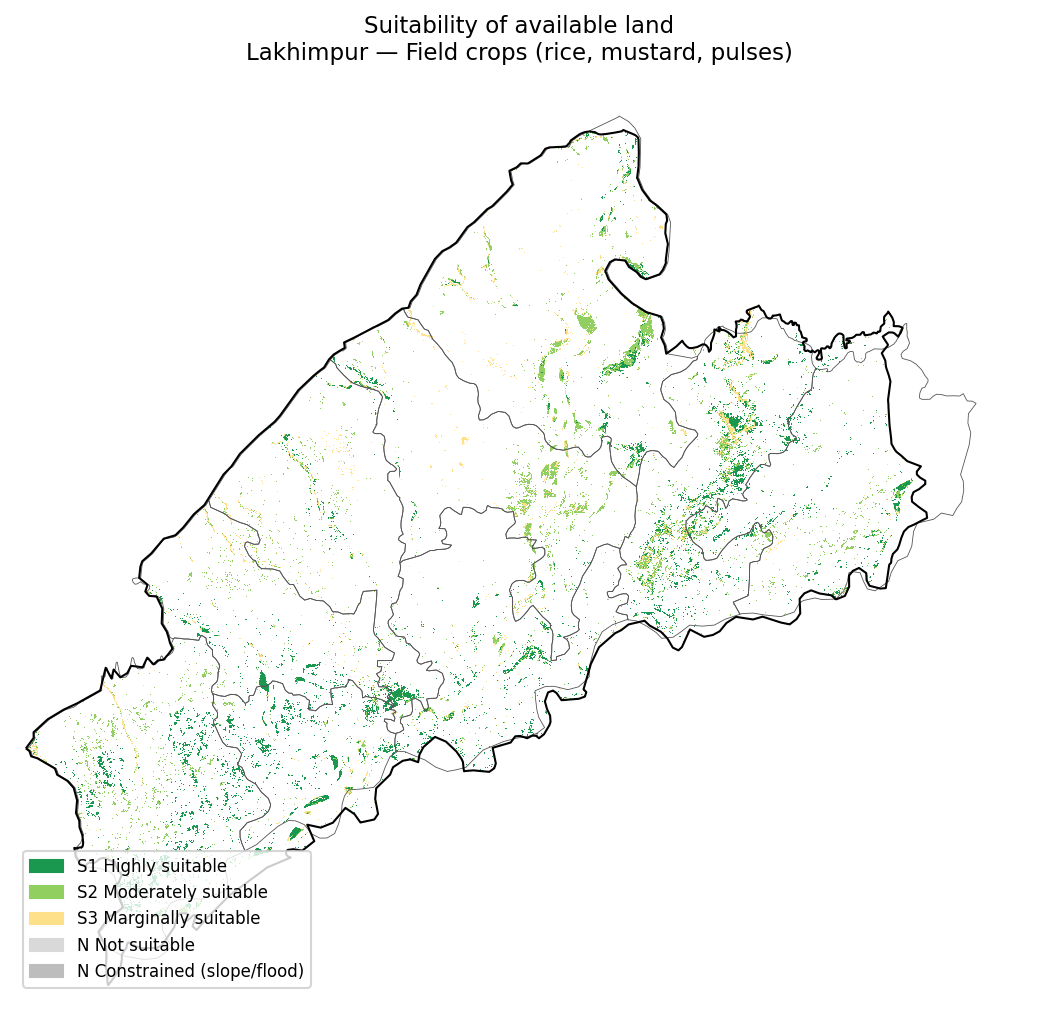 Suitability of available land
Lakhimpur — Field crops (rice, mustard, pulses)
S1 Highly suitable
S2 Moderately suitable
S3 Marginally suitable
N Not suitable
N Constrained (slope/flood)